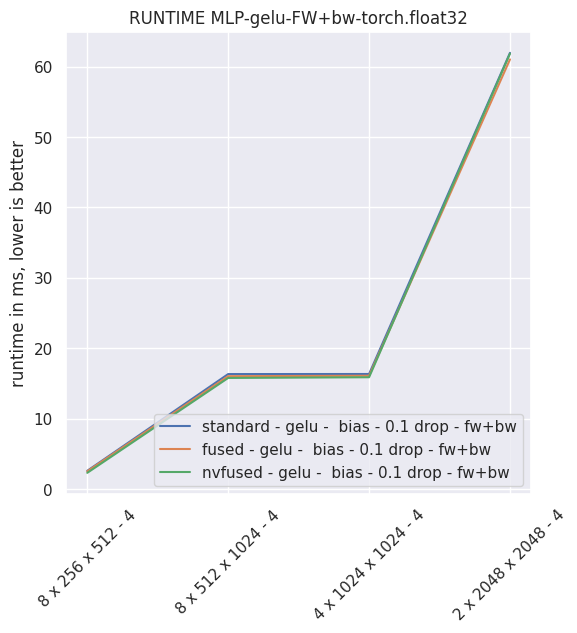 RUNTIME MLP-gelu-FW+bw-torch.float32
runtime in ms, lower is better
60
50
40
30
20
10
0
standard - gelu -  bias - 0.1 drop - fw+bw
fused - gelu -  bias - 0.1 drop - fw+bw
nvfused - gelu -  bias - 0.1 drop - fw+bw
8 x 256 x 512 - 4
8 x 512 x 1024 - 4
4 x 1024 x 1024 - 4
2 x 2048 x 2048 - 4